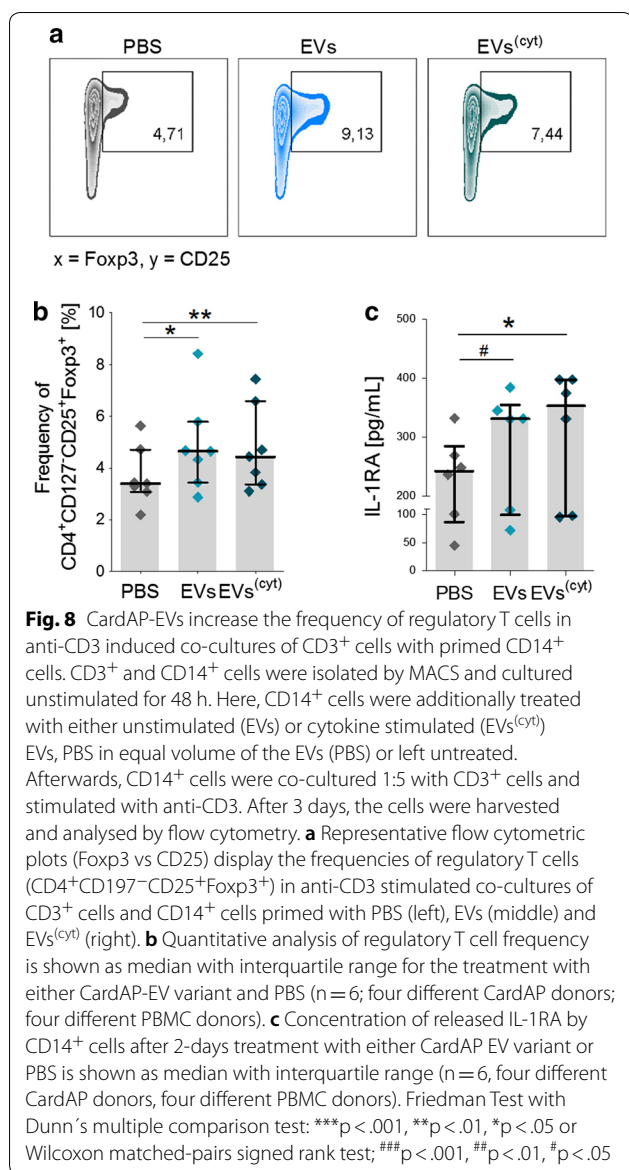 a
PBS EVs EVs(cyt)
4,71 9,13 7,44
x = Foxp3, y = CD25
b
Frequency of
CD4+CD127-CD25+Foxp3+ [%]
10
8
6
4
2
0
* **
PBS EVs EVs(cyt)
c
IL-1RA [pg/mL]
500
400
300
200
100
50
0
# *
PBS EVs EVs(cyt)
Fig. 8 CardAP-EVs increase the frequency of regulatory T cells in
anti-CD3 induced co-cultures of CD3+ cells with primed CD14+
cells. CD3+ and CD14+ cells were isolated by MACS and cultured
unstimulated for 48 h. Here, CD14+ cells were additionally treated
with either unstimulated (EVs) or cytokine stimulated (EVs(cyt))
EVs, PBS in equal volume of the EVs (PBS) or left untreated.
Afterwards, CD14+ cells were co-cultured 1:5 with CD3+ cells and
stimulated with anti-CD3. After 3 days, the cells were harvested
and analysed by flow cytometry. a Representative flow cytometric
plots (Foxp3 vs CD25) display the frequencies of regulatory T cells
(CD4+CD197−CD25+Foxp3+) in anti-CD3 stimulated co-cultures of
CD3+ cells and CD14+ cells primed with PBS (left), EVs (middle) and
EVs(cyt) (right). b Quantitative analysis of regulatory T cell frequency
is shown as median with interquartile range for the treatment with
either CardAP-EV variant and PBS (n = 6; four different CardAP donors;
four different PBMC donors). c Concentration of released IL-1RA by
CD14+ cells after 2-days treatment with either CardAP EV variant or
PBS is shown as median with interquartile range (n = 6, four different
CardAP donors, four different PBMC donors). Friedman Test with
Dunn´s multiple comparison test: ***p < .001, **p < .01, *p < .05 or
Wilcoxon matched-pairs signed rank test; ###p < .001, ##p < .01, #p < .05